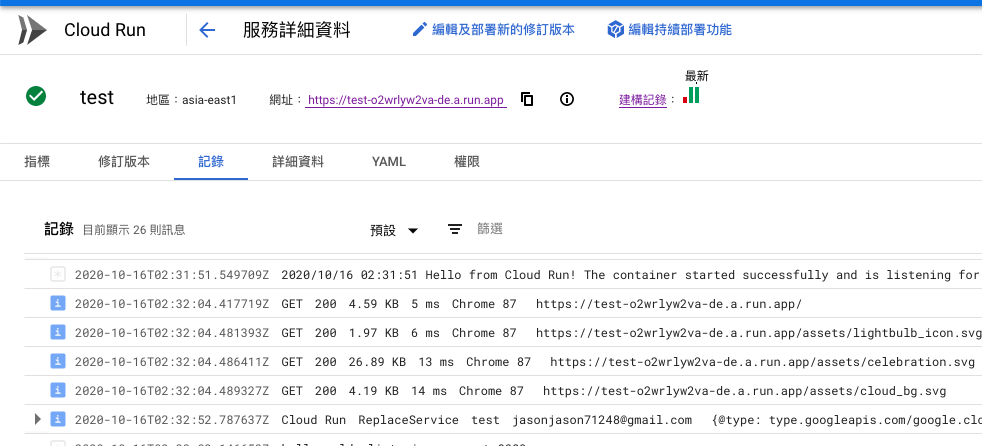 Cloud Run 服務詳細資料 編輯及部署新的修訂版本 編輯持續部署功能
最新
test 地區：asia-east1 網址： https://test-o2wrlyw2va-de.a.run.app 建構記錄：
指標 修訂版本 記錄 詳細資料 YAML 權限
記錄 目前顯示 26 則訊息 預設 篩選
2020-10-16T02:31:51.549709Z 2020/10/16 02:31:51 Hello from Cloud Run! The container started successfully and is listening for
2020-10-16T02:32:04.417719Z GET 200 4.59 KB 5 ms Chrome 87 https://test-o2wrlyw2va-de.a.run.app/
2020-10-16T02:32:04.481393Z GET 200 1.97 KB 6 ms Chrome 87 https://test-o2wrlyw2va-de.a.run.app/assets/lightbulb_icon.svg
2020-10-16T02:32:04.486411Z GET 200 26.89 KB 13 ms Chrome 87 https://test-o2wrlyw2va-de.a.run.app/assets/celebration.svg
2020-10-16T02:32:04.489327Z GET 200 4.19 KB 14 ms Chrome 87 https://test-o2wrlyw2va-de.a.run.app/assets/cloud_bg.svg
2020-10-16T02:32:52.787637Z Cloud Run ReplaceService test jasonjason71248@gmail.com {@type: type.googleapis.com/google.clo